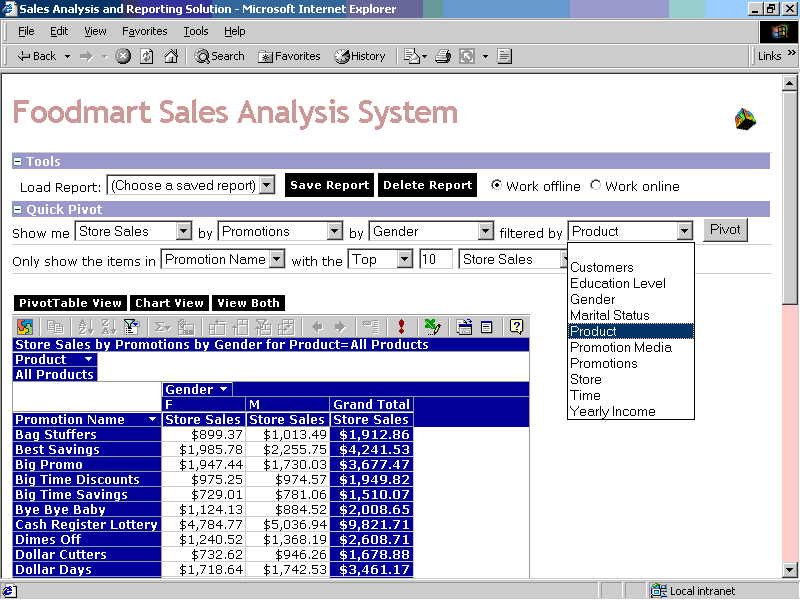 Sales Analysis and Reporting Solution - Microsoft Internet Explorer
File Edit View Favorites Tools Help
Back Search Favorites History Links »
Foodmart Sales Analysis System
Tools
Load Report: (Choose a saved report) Save Report Delete Report Work offline Work online
Quick Pivot
Show me Store Sales by Promotions by Gender filtered by Product Pivot
Only show the items in Promotion Name with the Top 10 Store Sales
Customers
Education Level
Gender
Marital Status
Product
Promotion Media
Promotions
Store
Time
Yearly Income
PivotTable View Chart View View Both
Store Sales by Promotions by Gender for Product=All Products
Product
All Products
Gender
F M Grand Total
Promotion Name Store Sales Store Sales Store Sales
Bag Stuffers $899.37 $1,013.49 $1,912.86
Best Savings $1,985.78 $2,255.75 $4,241.53
Big Promo $1,947.44 $1,730.03 $3,677.47
Big Time Discounts $975.25 $974.57 $1,949.82
Big Time Savings $729.01 $781.06 $1,510.07
Bye Bye Baby $1,124.13 $884.52 $2,008.65
Cash Register Lottery $4,784.77 $5,036.94 $9,821.71
Dimes Off $1,240.52 $1,368.19 $2,608.71
Dollar Cutters $732.62 $946.26 $1,678.88
Dollar Days $1,718.64 $1,742.53 $3,461.17
Local intranet